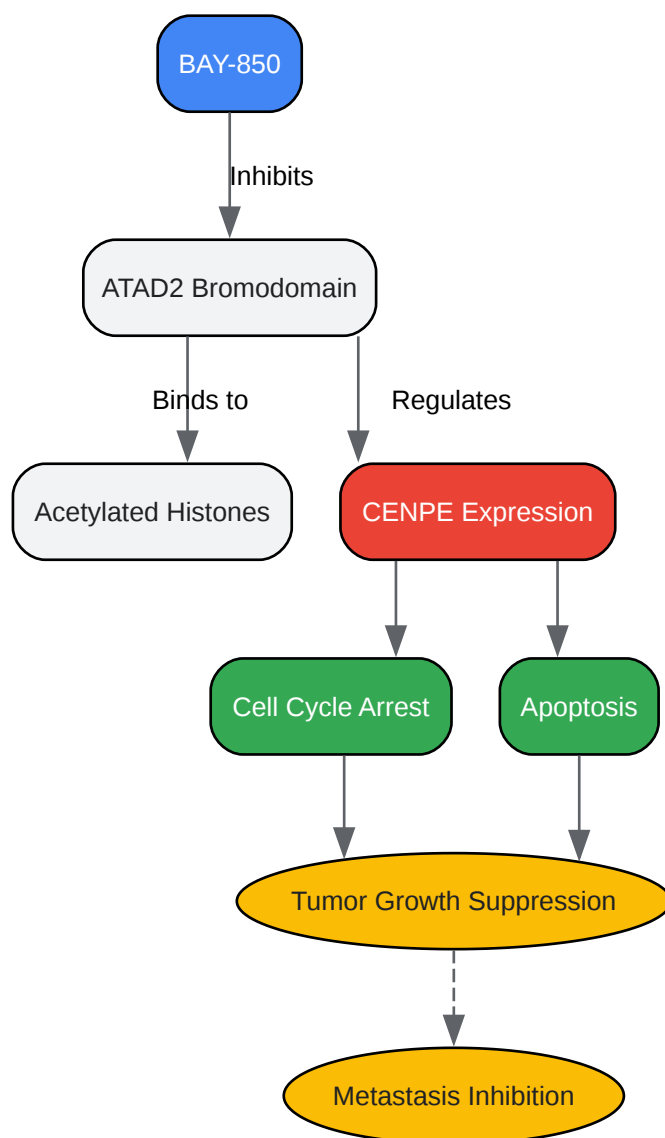 BAY-850
Inhibits
ATAD2 Bromodomain
Binds to
Regulates
Acetylated Histones
CENPE Expression
Cell Cycle Arrest
Apoptosis
Tumor Growth Suppression
Metastasis Inhibition